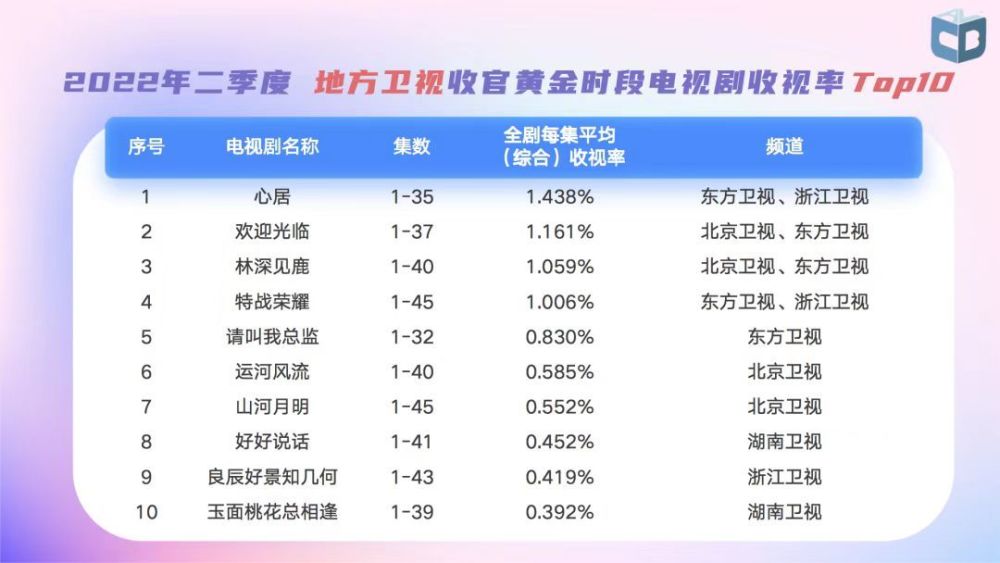 2022年二季度 地方卫视收官黄金时段电视剧收视率Top10
序号 电视剧名称 集数 全剧每集平均（综合）收视率 频道
1 心居 1-35 1.438% 东方卫视、浙江卫视
2 欢迎光临 1-37 1.161% 北京卫视、东方卫视
3 林深见鹿 1-40 1.059% 北京卫视、东方卫视
4 特战荣耀 1-45 1.006% 东方卫视、浙江卫视
5 请叫我总监 1-32 0.830% 东方卫视
6 运河风流 1-40 0.585% 北京卫视
7 山河月明 1-45 0.552% 北京卫视
8 好好说话 1-41 0.452% 湖南卫视
9 良辰好景知几何 1-43 0.419% 浙江卫视
10 玉面桃花总相逢 1-39 0.392% 湖南卫视